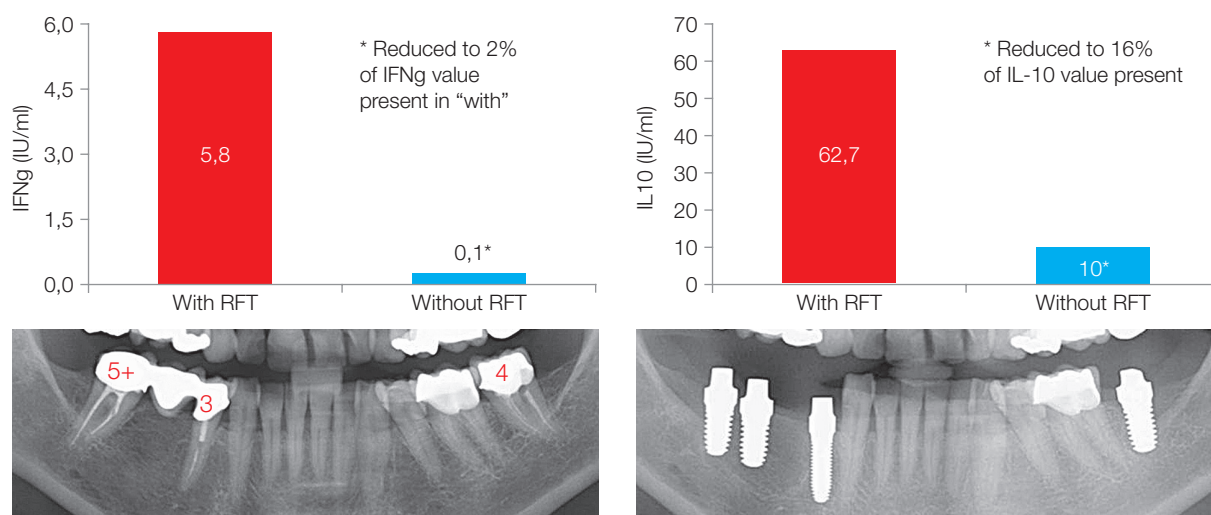 6,0
4,5
3,0
1,5
0,0
IFNg (IU/ml)
* Reduced to 2%
of IFNg value
present in “with”
5,8
0,1*
With RFT
Without RFT
70
60
50
40
30
20
10
0
IL10 (IU/ml)
* Reduced to 16%
of IL-10 value present
62,7
10*
With RFT
Without RFT
5+
3
4